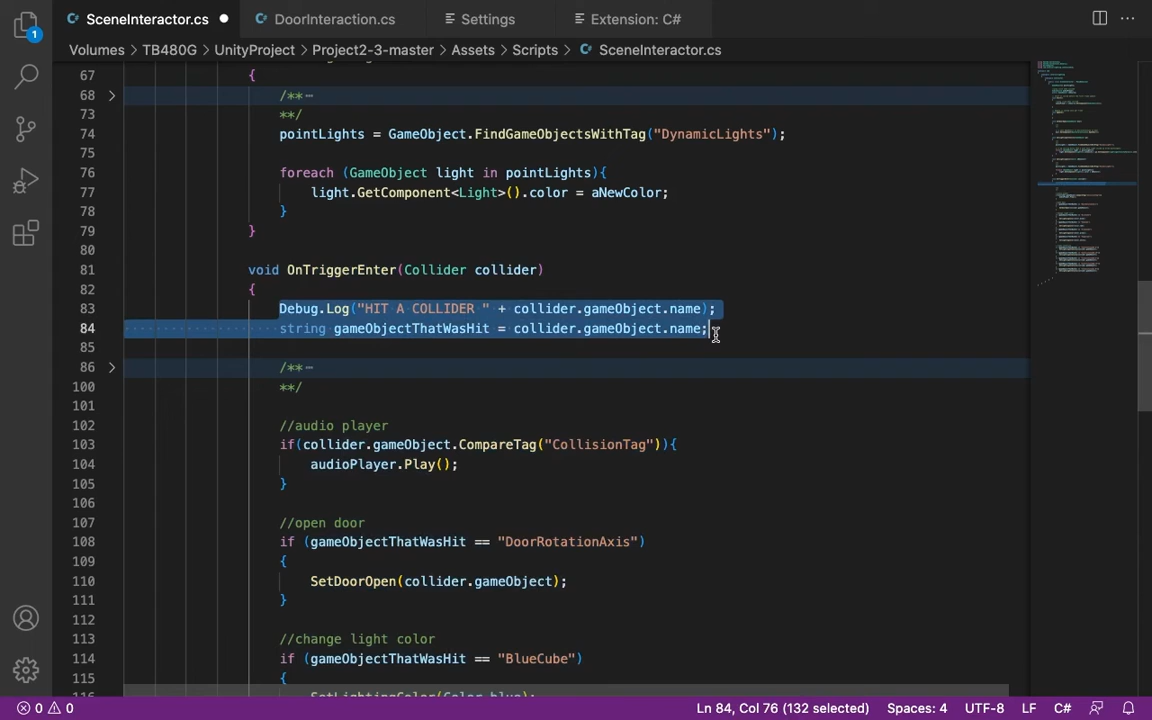 SceneInteractor.cs
DoorInteraction.cs
Settings
Extension: C#
1
Volumes > TB480G > UnityProject > Project2-3-master > Assets > Scripts > SceneInteractor.cs
67 {
68 /**
73 **/
74 pointLights = GameObject.FindGameObjectsWithTag("DynamicLights");
75
76 foreach (GameObject light in pointLights){
77 light.GetComponent<Light>().color = aNewColor;
78 }
79 }
80
81 void OnTriggerEnter(Collider collider)
82 {
83 Debug.Log("HIT A COLLIDER " + collider.gameObject.name);
84 string gameObjectThatWasHit = collider.gameObject.name;
85
86 /**
100 **/
101
102 //audio player
103 if(collider.gameObject.CompareTag("CollisionTag")){
104 audioPlayer.Play();
105 }
106
107 //open door
108 if (gameObjectThatWasHit == "DoorRotationAxis")
109 {
110 SetDoorOpen(collider.gameObject);
111 }
112
113 //change light color
114 if (gameObjectThatWasHit == "BlueCube")
115 {
116 SetLightingColor(Color.blue);
0 0 Ln 84, Col 76 (132 selected) Spaces: 4 UTF-8 LF C#